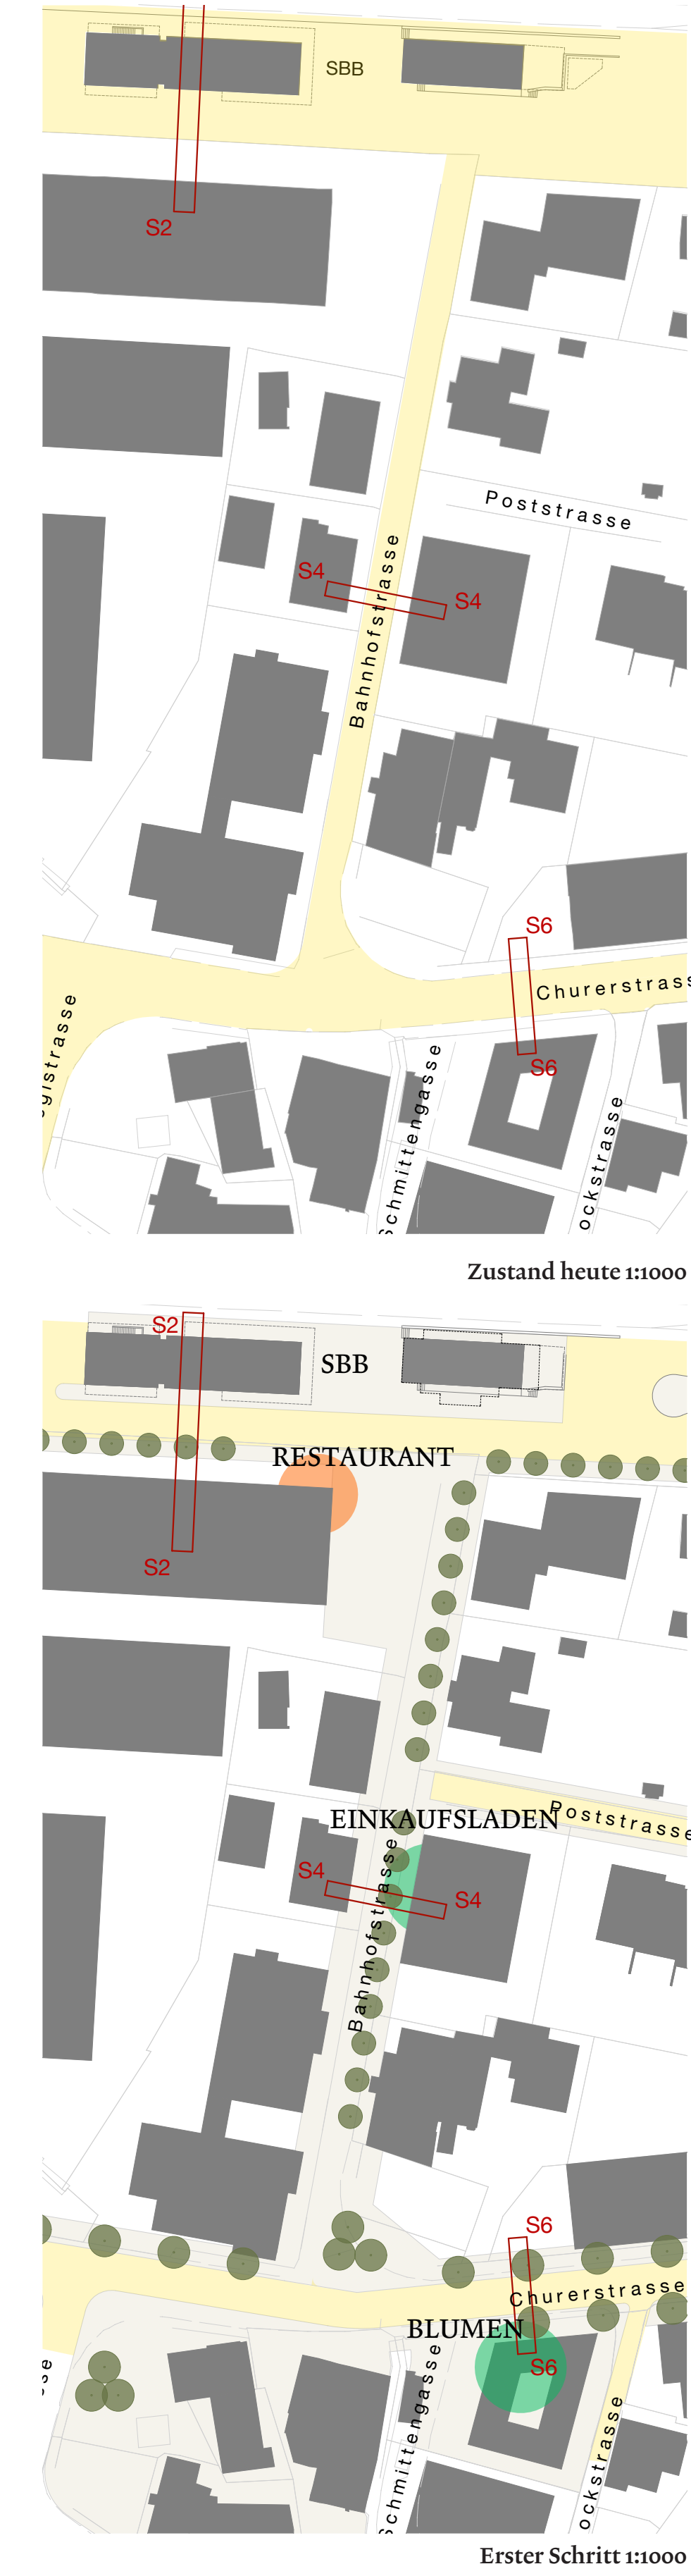 SBB
S2
Poststrasse
S4
S4
Bahnhofstrasse
S6
Churerstrass
S6
Schmittengasse
ockstrasse
Zustand heute 1:1000
S2
SBB
RESTAURANT
S2
EINKAUFSLADEN
Poststrasse
S4
S4
Bahnhofstrasse
S6
Churerstrasse
BLUMEN
S6
Schmittengasse
ockstrasse
Erster Schritt 1:1000